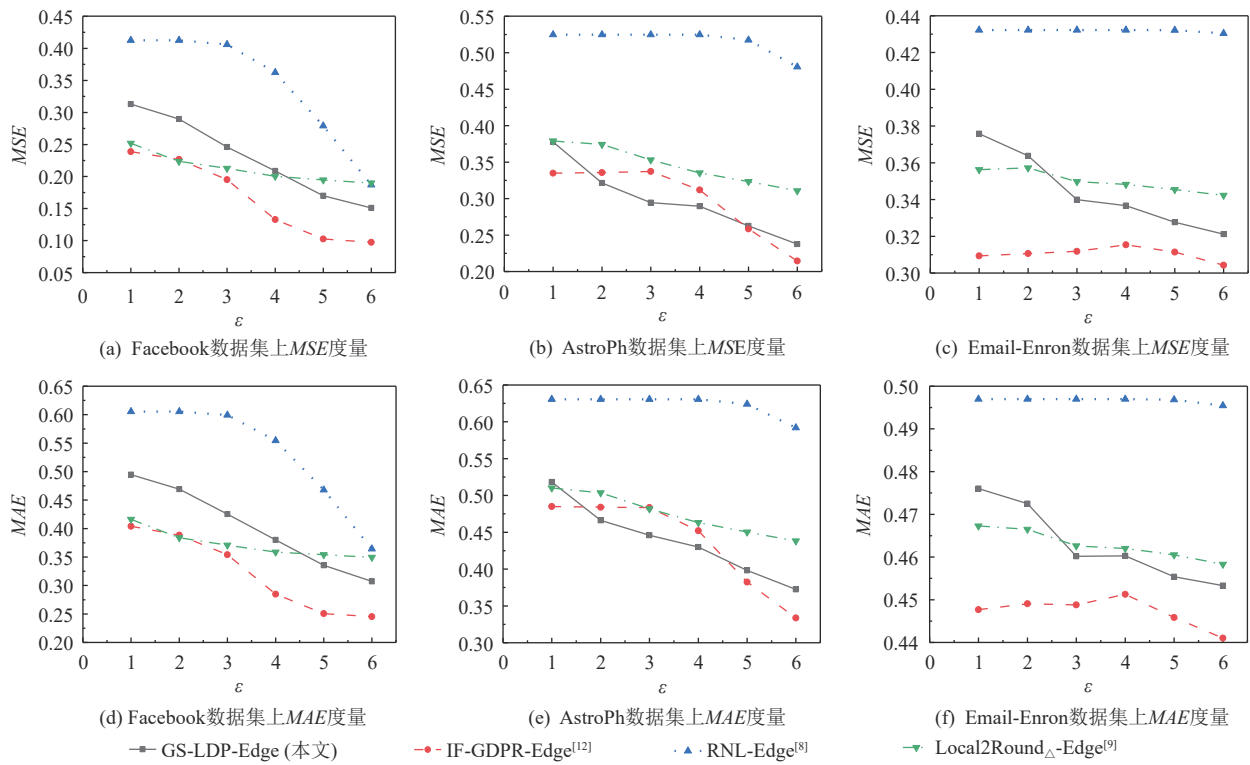 0.45
0.40
0.35
0.30
0.25
0.20
0.15
0.10
0.05
MSE
0 1 2 3 4 5 6
ε
(a) Facebook数据集上MSE度量
0.55
0.50
0.45
0.40
0.35
0.30
0.25
0.20
MSE
0 1 2 3 4 5 6
ε
(b) AstroPh数据集上MSE度量
0.44
0.42
0.40
0.38
0.36
0.34
0.32
0.30
MSE
0 1 2 3 4 5 6
ε
(c) Email-Enron数据集上MSE度量
0.65
0.60
0.55
0.50
0.45
0.40
0.35
0.30
0.25
0.20
MAE
0 1 2 3 4 5 6
ε
(d) Facebook数据集上MAE度量
0.65
0.60
0.55
0.50
0.45
0.40
0.35
0.30
MAE
0 1 2 3 4 5 6
ε
(e) AstroPh数据集上MAE度量
0.50
0.49
0.48
0.47
0.46
0.45
0.44
MAE
0 1 2 3 4 5 6
ε
(f) Email-Enron数据集上MAE度量
GS-LDP-Edge (本文) IF-GDPR-Edge[12] RNL-Edge[8] Local2Round△-Edge[9]